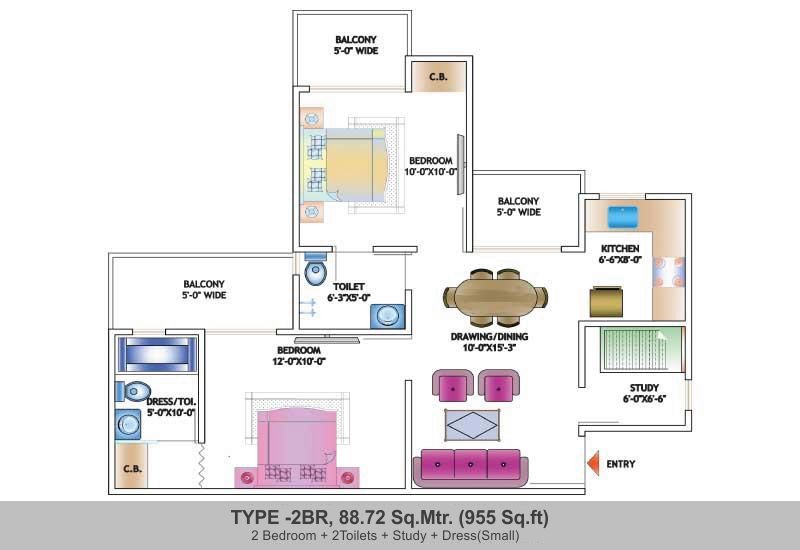 BALCONY
5'-0" WIDE
C.B.
BEDROOM
10'-0"X10'-0"
BALCONY
5'-0" WIDE
KITCHEN
6'-6"X8'-0"
BALCONY
5'-0" WIDE
TOILET
6'-3"X5'-0"
DRAWING/DINING
10'-0"X15'-3"
BEDROOM
12'-0"X10'-0"
STUDY
6'-0"X6'-6"
DRESS/TOI.
5'-0"X10'-0"
C.B.
ENTRY
TYPE -2BR, 88.72 Sq.Mtr. (955 Sq.ft)
2 Bedroom + 2Toilets + Study + Dress(Small)